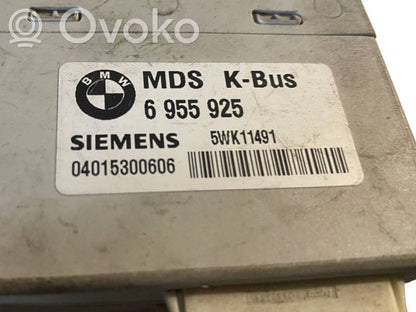 Ovoko
BMW
MDS K-Bus
6 955 925
SIEMENS 5WK11491
04015300606